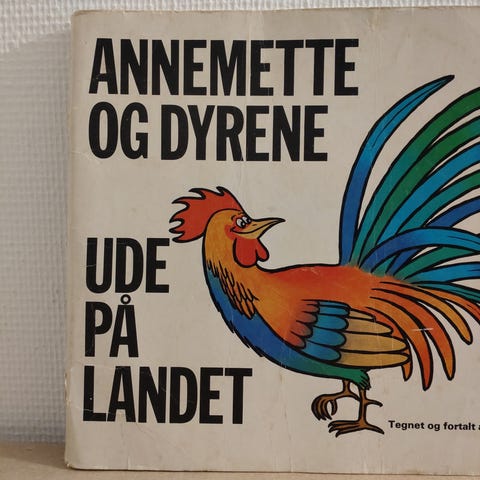 ANNEMETTE
OG DYRENE
UDE
PÅ
LANDET
Tegnet og fortalt